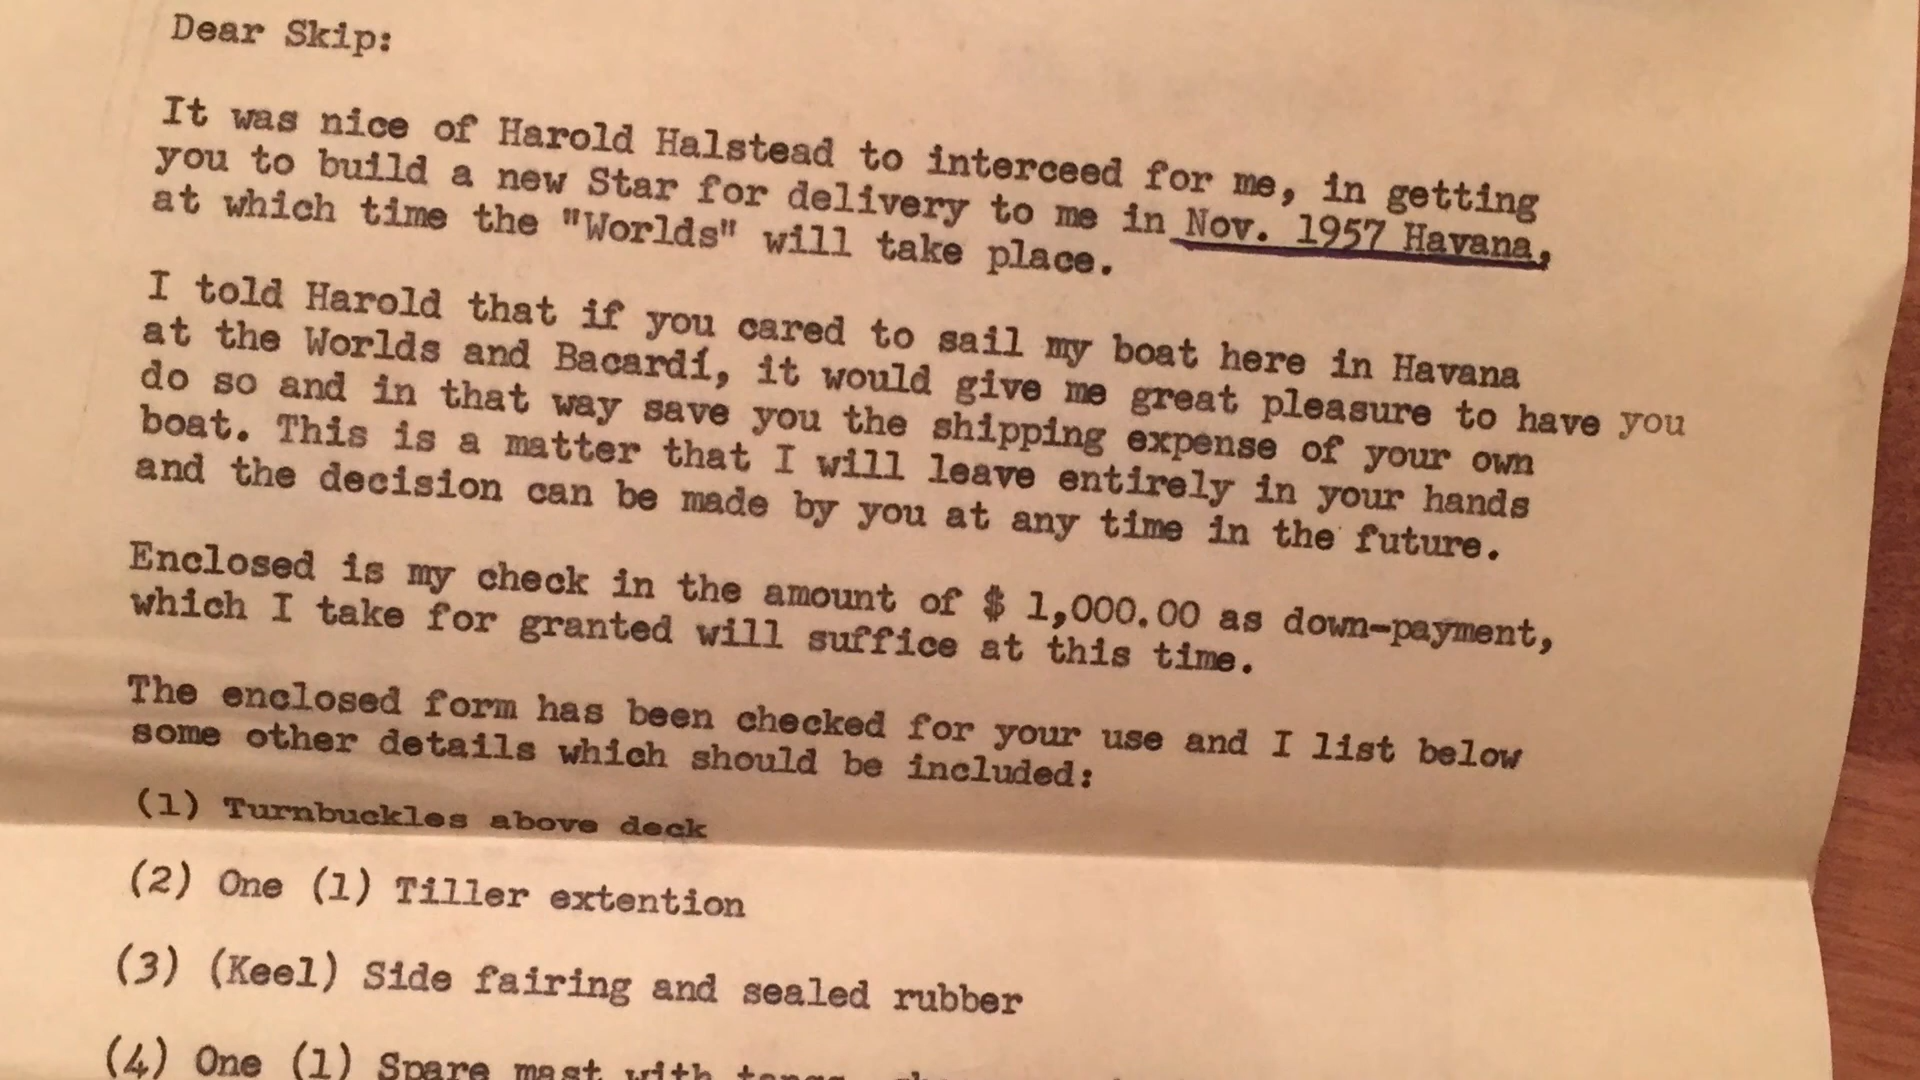 Dear Skip:
It was nice of Harold Halstead to interceed for me, in getting
you to build a new Star for delivery to me in Nov. 1957 Havana,
at which time the "Worlds" will take place.
I told Harold that if you cared to sail my boat here in Havana
at the Worlds and Bacardí, it would give me great pleasure to have you
do so and in that way save you the shipping expense of your own
boat. This is a matter that I will leave entirely in your hands
and the decision can be made by you at any time in the future.
Enclosed is my check in the amount of $ 1,000.00 as down-payment,
which I take for granted will suffice at this time.
The enclosed form has been checked for your use and I list below
some other details which should be included:
(1) Turnbuckles above deck
(2) One (1) Tiller extention
(3) (Keel) Side fairing and sealed rubber
(4) One (1) Spare mast with